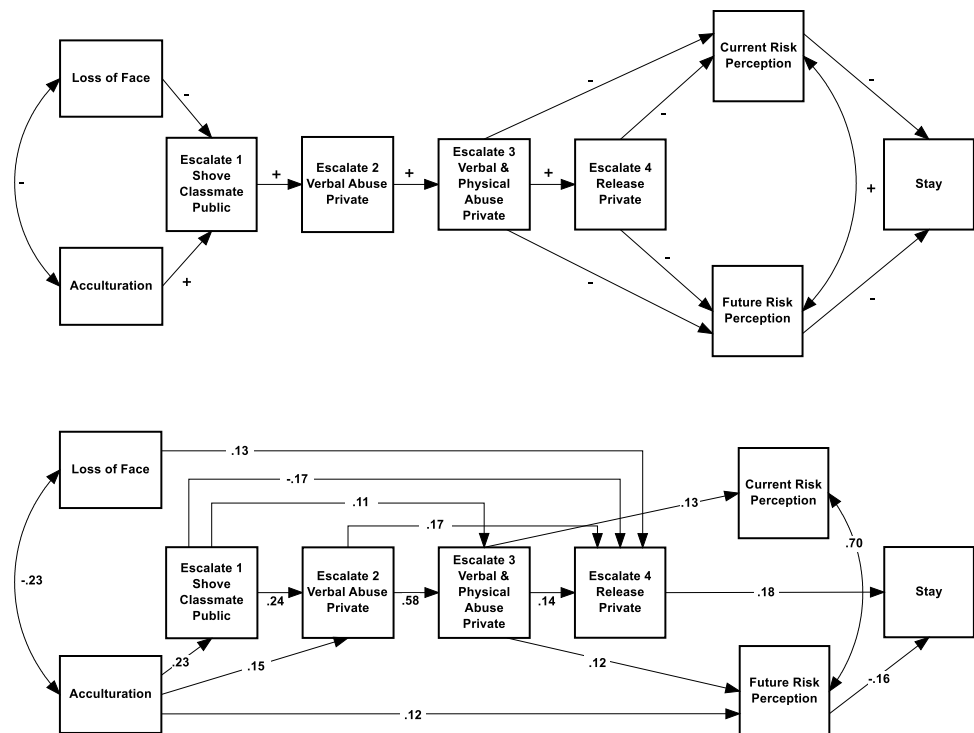 Loss of Face
-
-
Acculturation
+
Escalate 1
Shove
Classmate
Public
+
Escalate 2
Verbal Abuse
Private
+
Escalate 3
Verbal &
Physical
Abuse
Private
+
Escalate 4
Release
Private
-
-
-
-
Current Risk
Perception
-
+
Future Risk
Perception
-
Stay
Loss of Face
.13
-.17
.11
.17
-.23
Escalate 1
Shove
Classmate
Public
.24
Escalate 2
Verbal Abuse
Private
.58
Escalate 3
Verbal &
Physical
Abuse
Private
.14
Escalate 4
Release
Private
.13
Current Risk
Perception
.70
.18
Stay
Acculturation
.23
.15
.12
.12
Future Risk
Perception
-.16